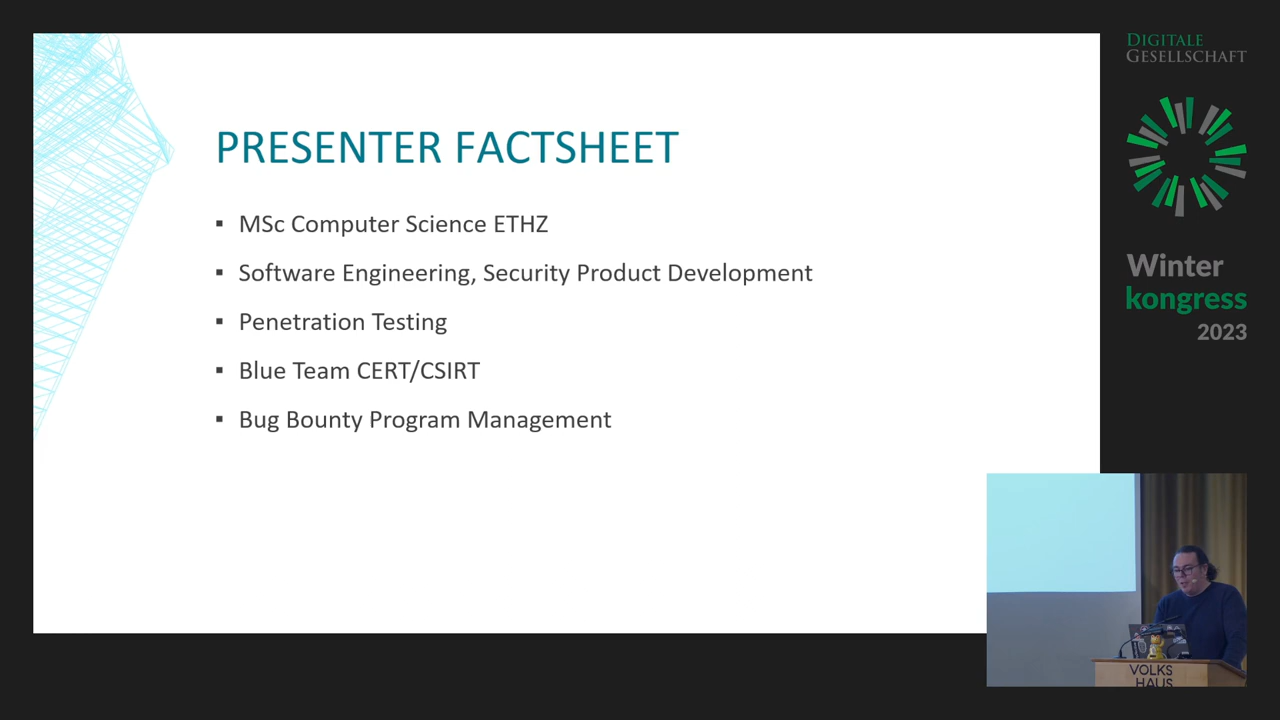 PRESENTER FACTSHEET
▪ MSc Computer Science ETHZ
▪ Software Engineering, Security Product Development
▪ Penetration Testing
▪ Blue Team CERT/CSIRT
▪ Bug Bounty Program Management
DIGITALE
GESELLSCHAFT
Winter
kongress
2023
VOLKS
HAUS